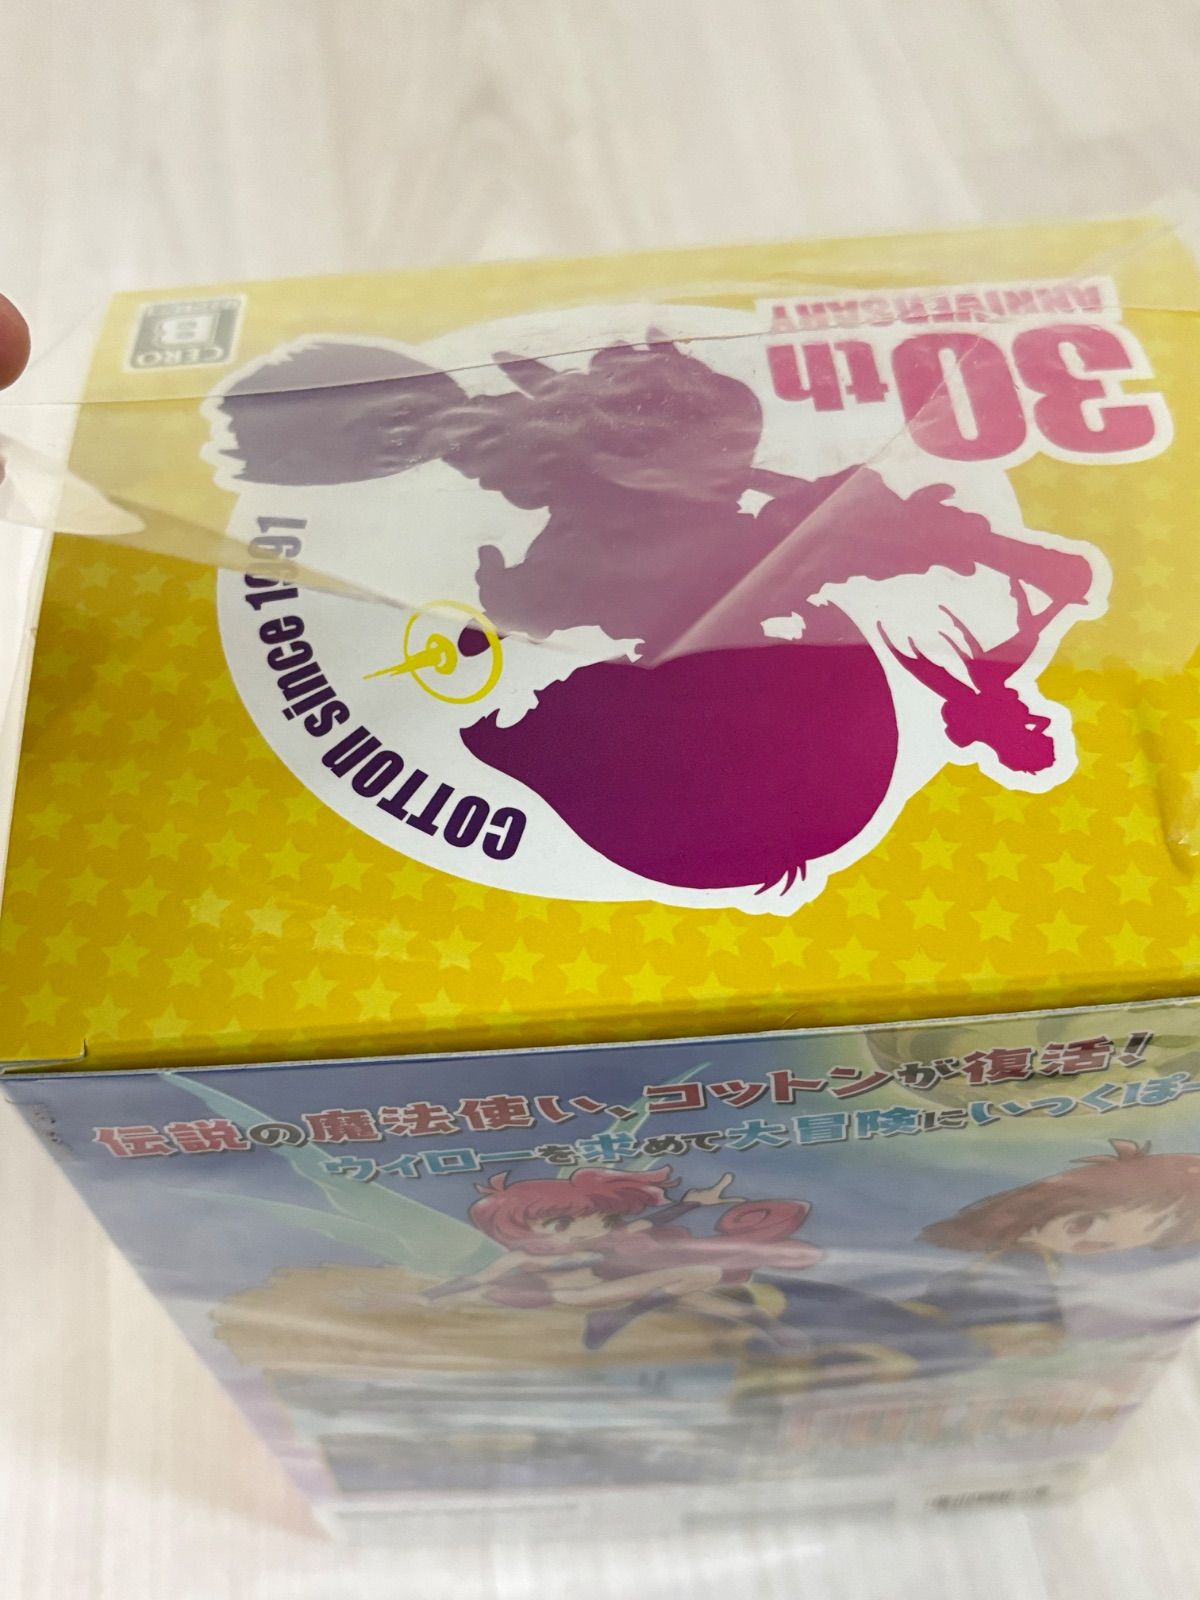 30th
ANNIVERSARY
COTTON since 1991
B
CERO
伝説の魔法使い、コットンが復活！
ウィローを求めて大冒険にいっくぽ